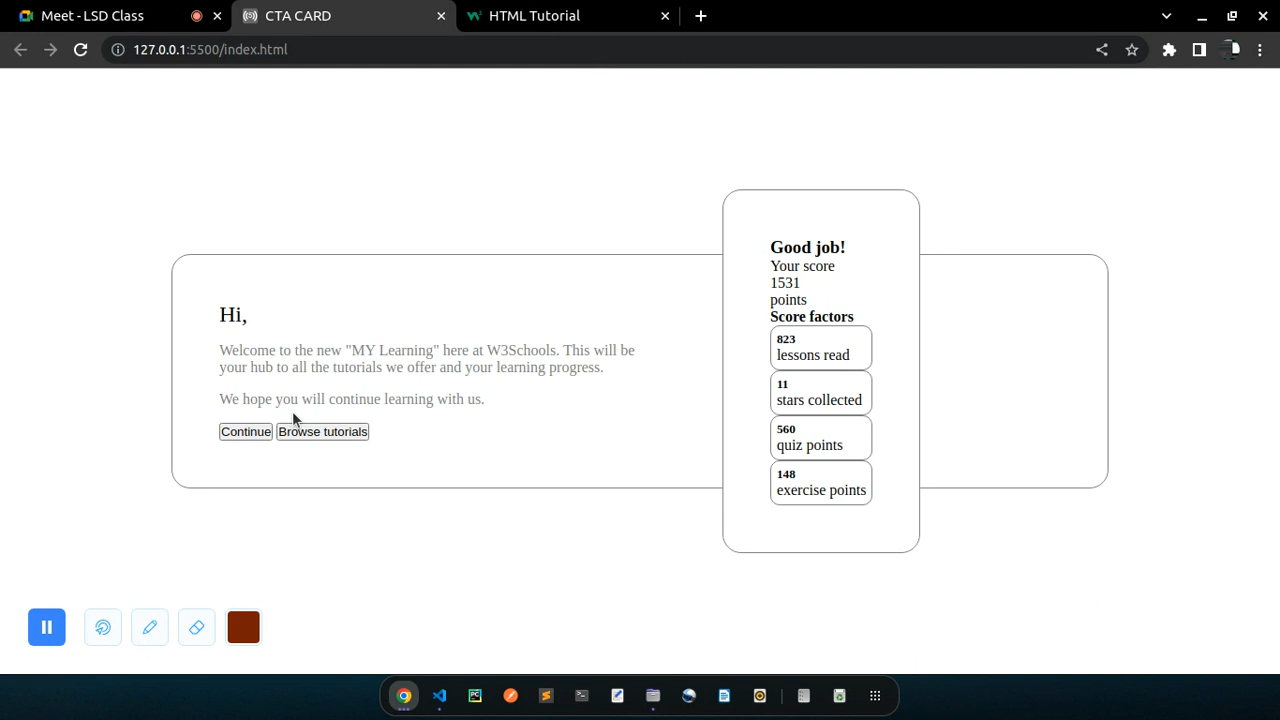 Meet - LSD Class
CTA CARD
HTML Tutorial
127.0.0.1:5500/index.html
Hi,
Welcome to the new "MY Learning" here at W3Schools. This will be
your hub to all the tutorials we offer and your learning progress.
We hope you will continue learning with us.
Continue
Browse tutorials
Good job!
Your score
1531
points
Score factors
823
lessons read
11
stars collected
560
quiz points
148
exercise points